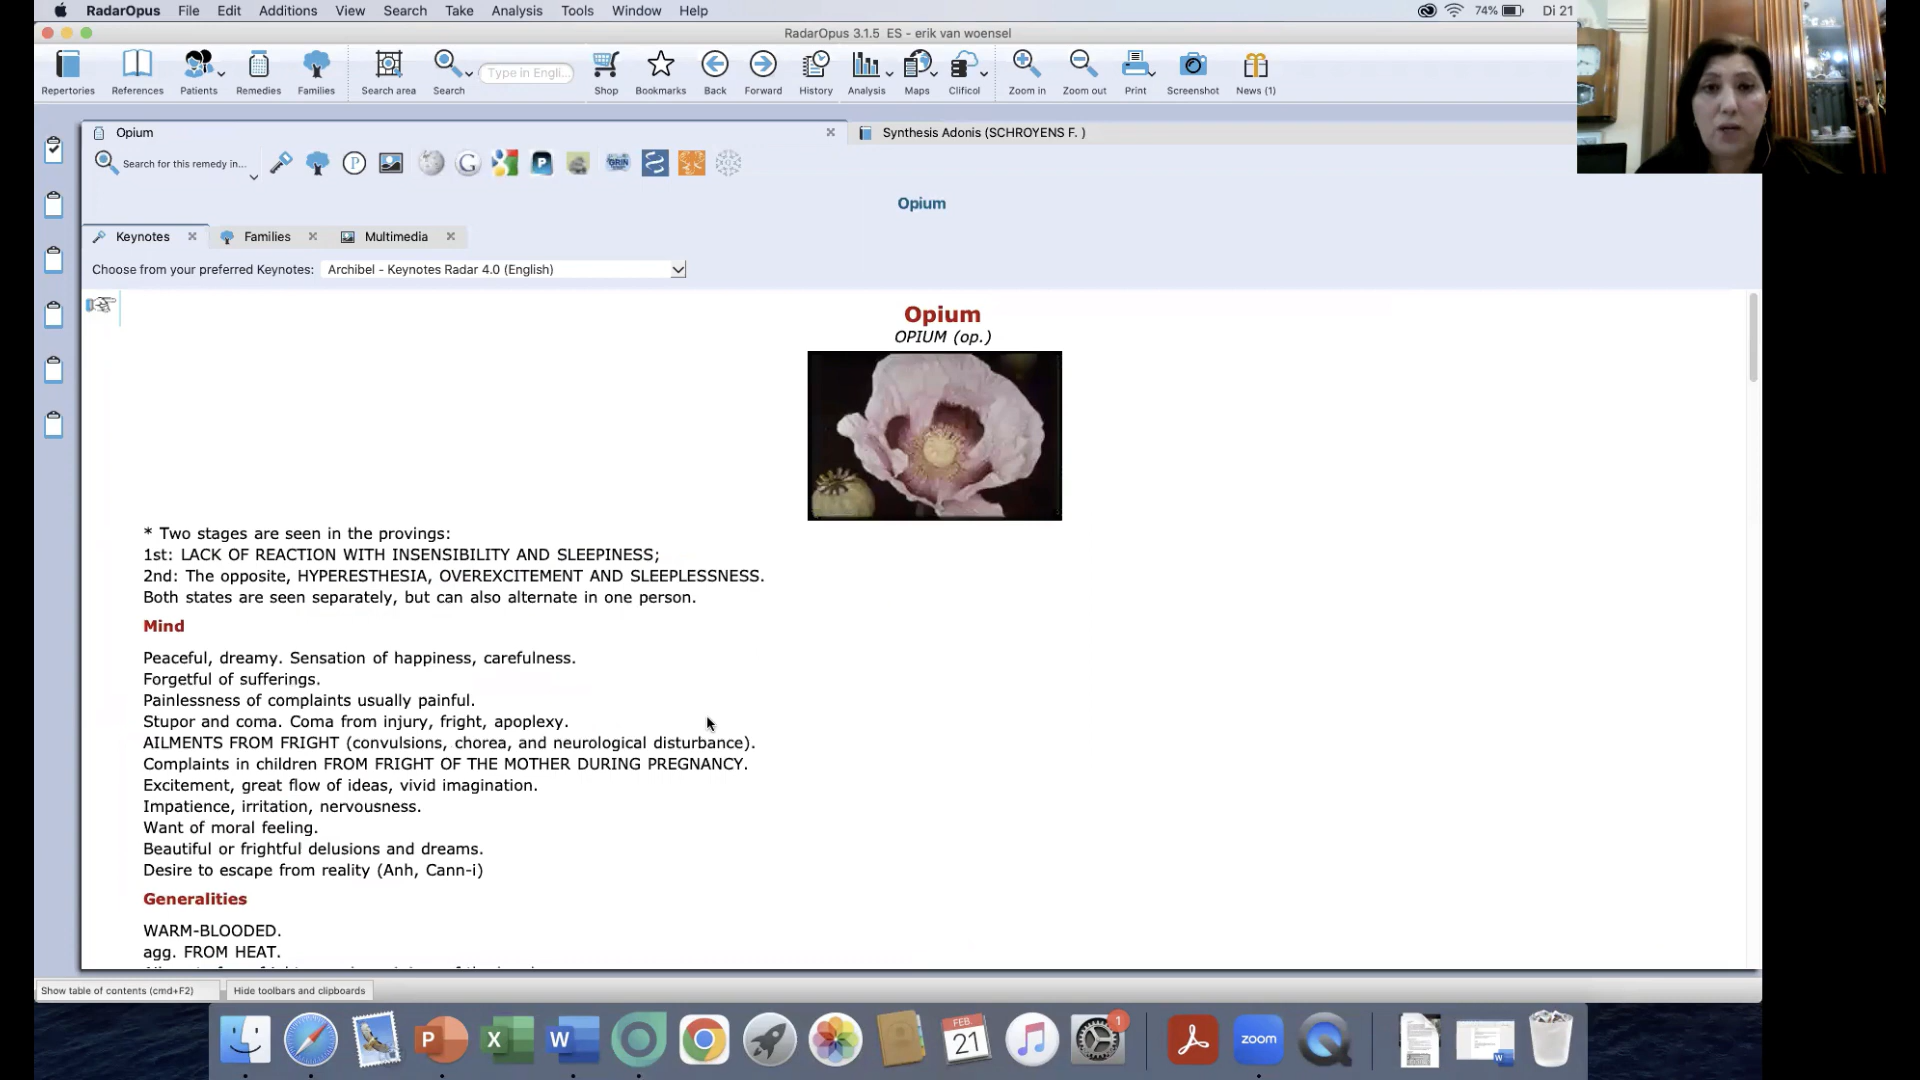 RadarOpus File Edit Additions View Search Take Analysis Tools Window Help 74% Di 21
RadarOpus 3.1.5 ES - erik van woensel
Repertories References Patients Remedies Families Search area Search Type in Engli... Shop Bookmarks Back Forward History Analysis Maps Clificol Zoom in Zoom out Print Screenshot News (1)
Opium Synthesis Adonis (SCHROYENS F. )
Search for this remedy in... P G P GRIN
Opium
Keynotes Families Multimedia
Choose from your preferred Keynotes: Archibel - Keynotes Radar 4.0 (English)
Opium
OPIUM (op.)
* Two stages are seen in the provings:
1st: LACK OF REACTION WITH INSENSIBILITY AND SLEEPINESS;
2nd: The opposite, HYPERESTHESIA, OVEREXCITEMENT AND SLEEPLESSNESS.
Both states are seen separately, but can also alternate in one person.
Mind
Peaceful, dreamy. Sensation of happiness, carefulness.
Forgetful of sufferings.
Painlessness of complaints usually painful.
Stupor and coma. Coma from injury, fright, apoplexy.
AILMENTS FROM FRIGHT (convulsions, chorea, and neurological disturbance).
Complaints in children FROM FRIGHT OF THE MOTHER DURING PREGNANCY.
Excitement, great flow of ideas, vivid imagination.
Impatience, irritation, nervousness.
Want of moral feeling.
Beautiful or frightful delusions and dreams.
Desire to escape from reality (Anh, Cann-i)
Generalities
WARM-BLOODED.
agg. FROM HEAT.
Show table of contents (cmd+F2) Hide toolbars and clipboards
P X W FEB. 21 1 zoom W